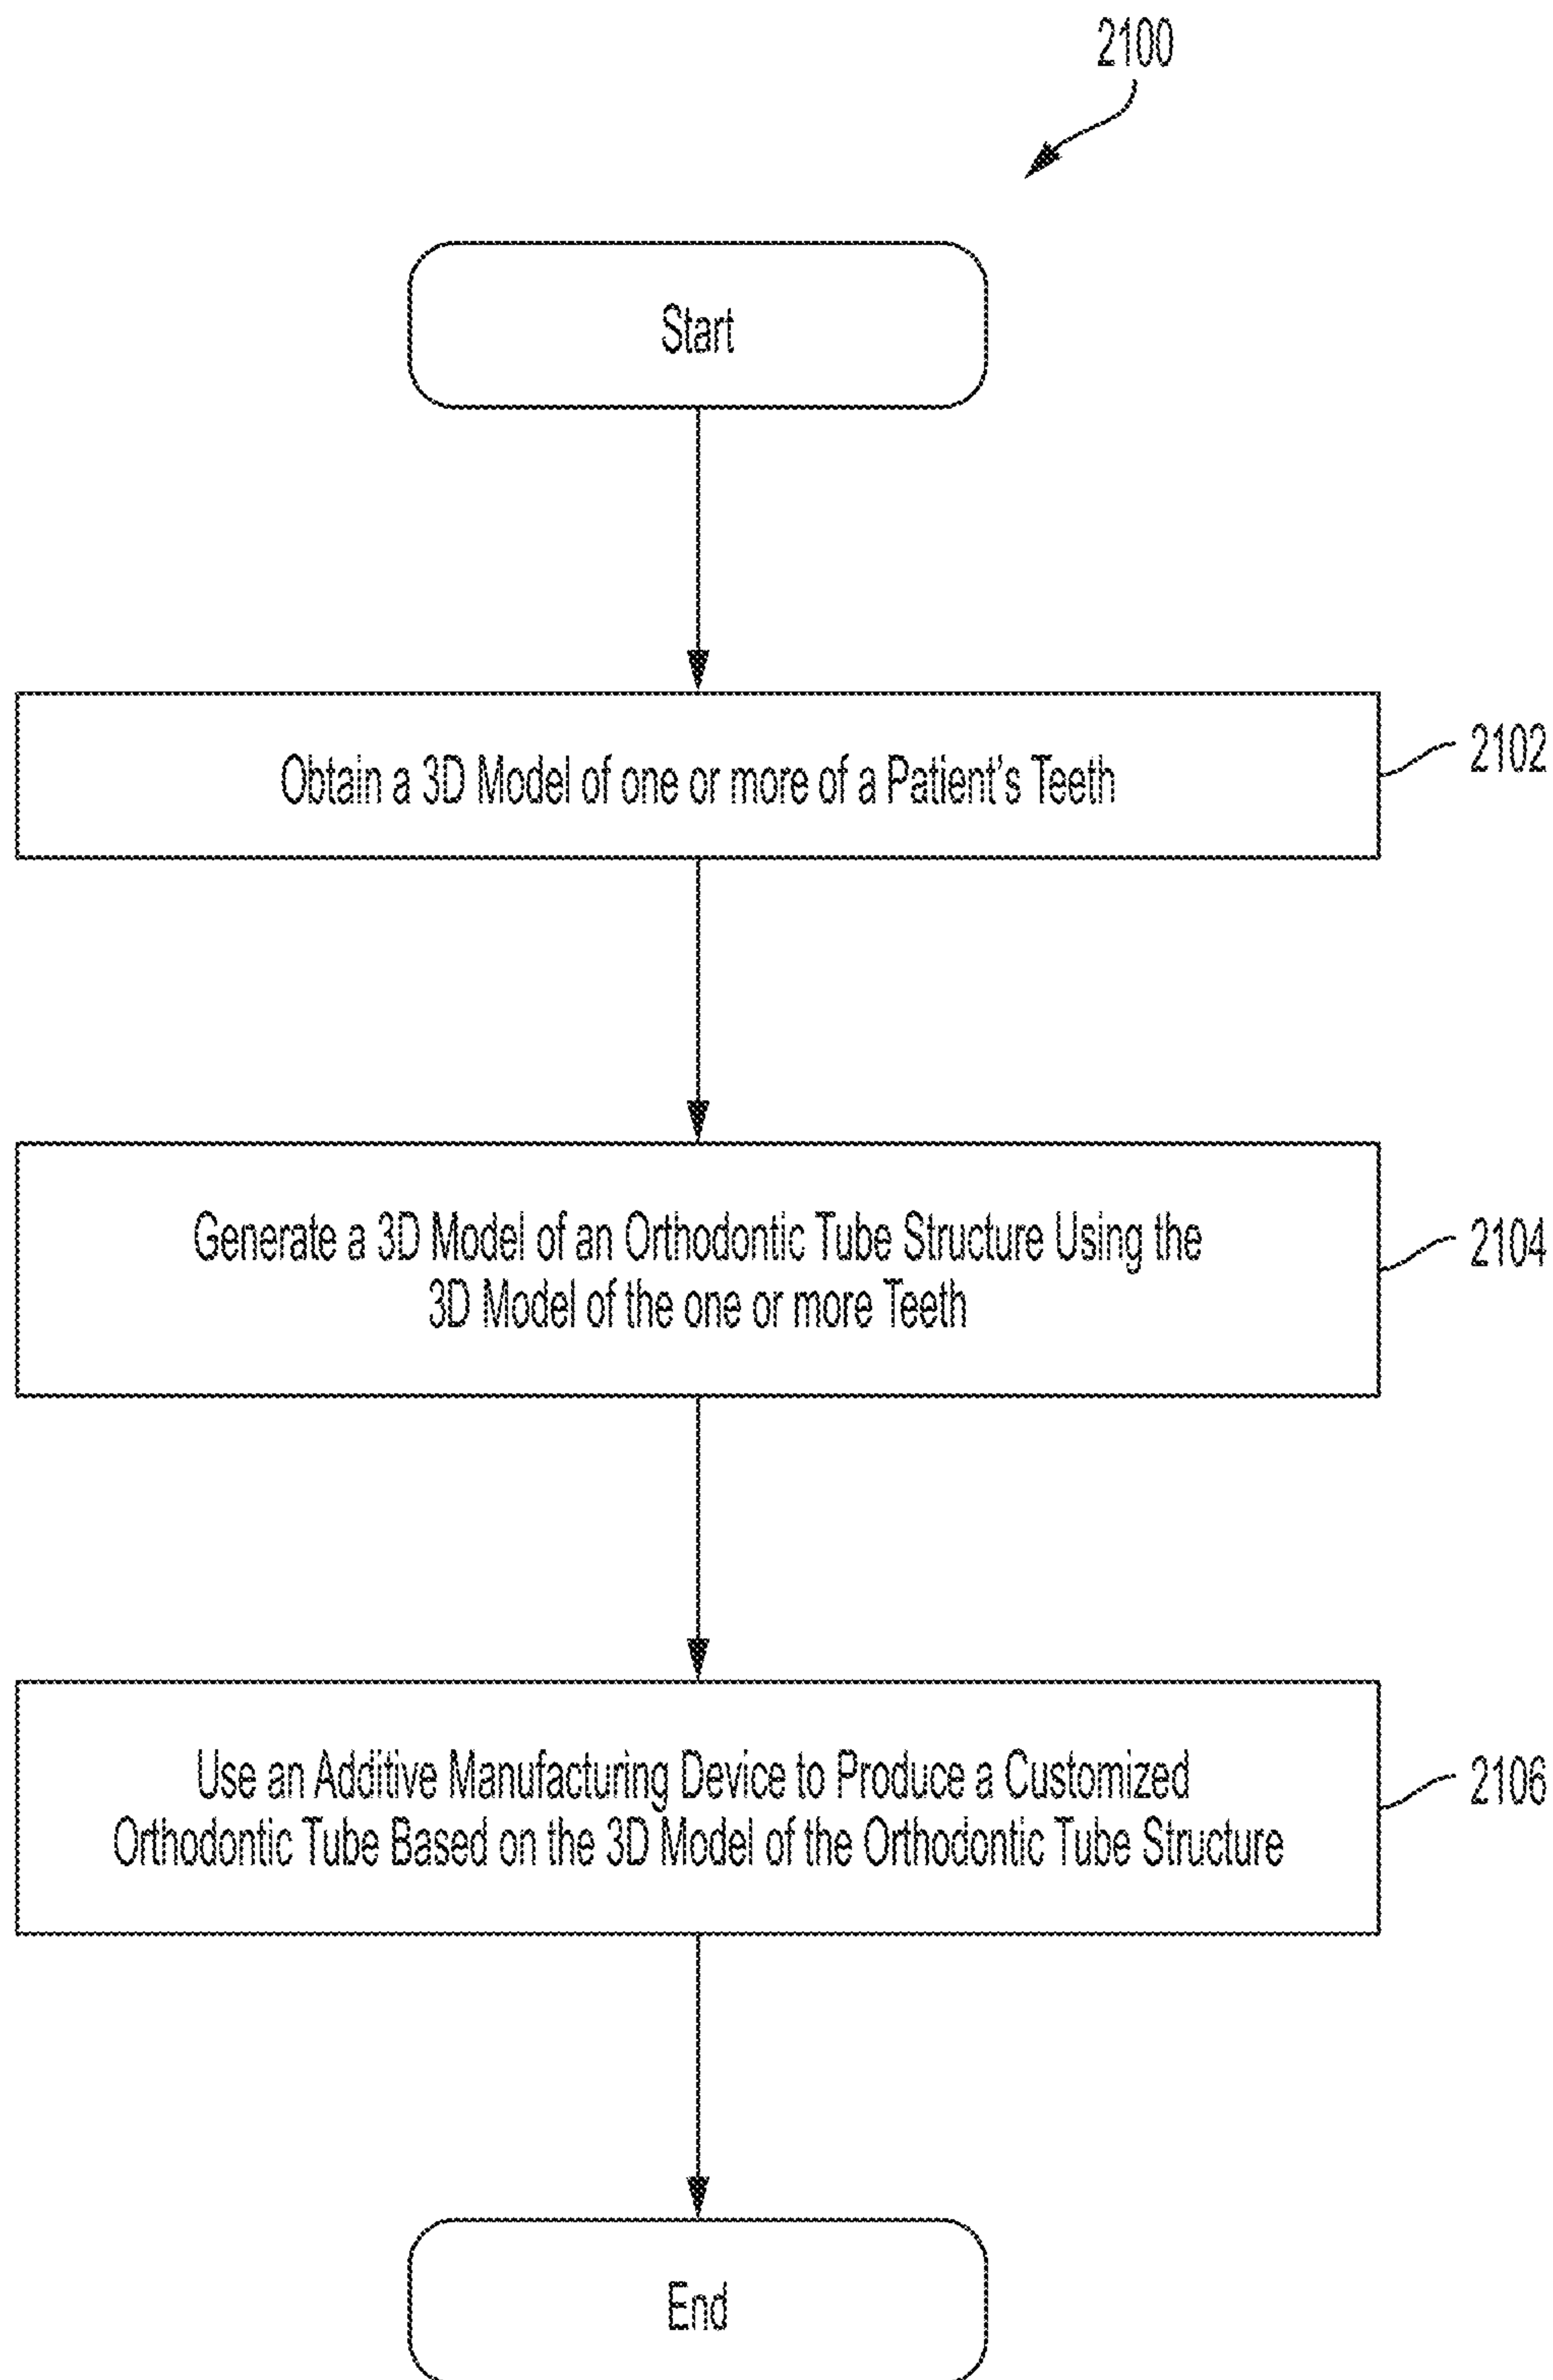 2100
Start
Obtain a 3D Model of one or more of a Patient's Teeth
2102
Generate a 3D Model of an Orthodontic Tube Structure Using the
3D Model of the one or more Teeth
2104
Use an Additive Manufacturing Device to Produce a Customized
Orthodontic Tube Based on the 3D Model of the Orthodontic Tube Structure
2106
End